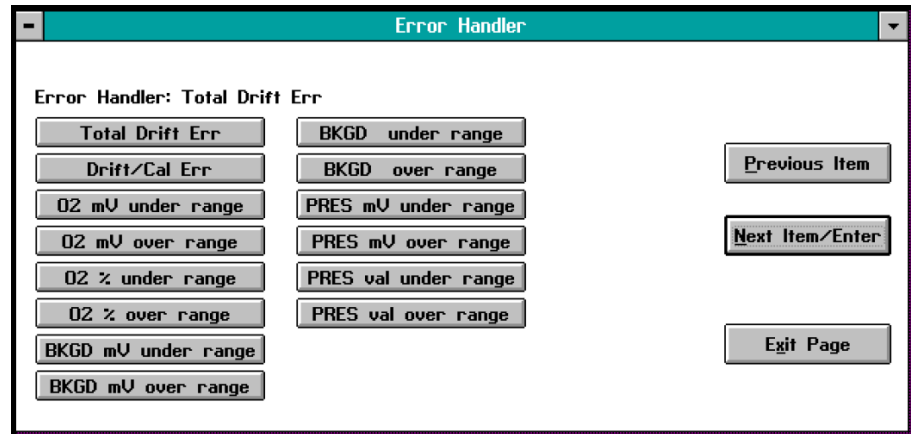 Error Handler
Error Handler: Total Drift Err
Total Drift Err
Drift/Cal Err
O2 mV under range
O2 mV over range
O2 % under range
O2 % over range
BKGD mV under range
BKGD mV over range
BKGD under range
BKGD over range
PRES mV under range
PRES mV over range
PRES val under range
PRES val over range
Previous Item
Next Item/Enter
Exit Page